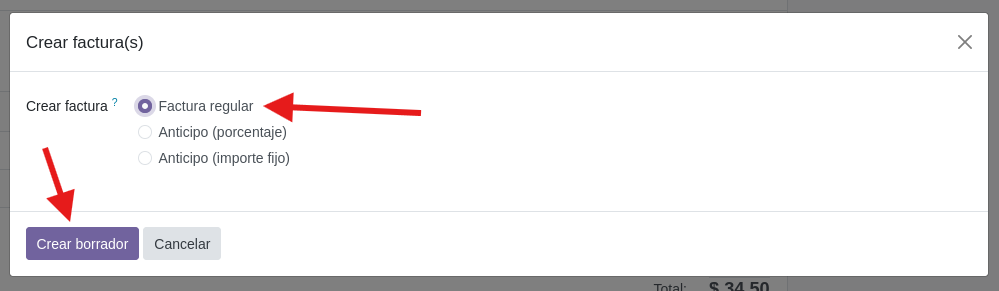 Crear factura(s)
Crear factura ? Factura regular
Anticipo (porcentaje)
Anticipo (importe fijo)
Crear borrador Cancelar
Total: $ 34.50